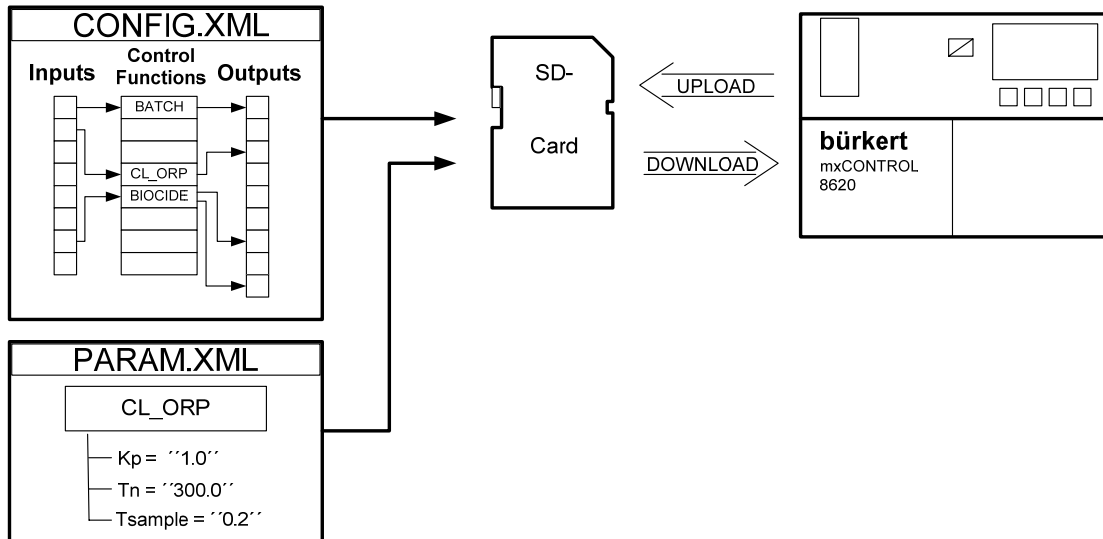 CONFIG.XML
Inputs
Control
Functions
Outputs
BATCH
CL_ORP
BIOCIDE
PARAM.XML
CL_ORP
Kp = ´´1.0´´
Tn = ´´300.0´´
Tsample = ´´0.2´´
SD-
Card
UPLOAD
DOWNLOAD
bürkert
mxCONTROL
8620